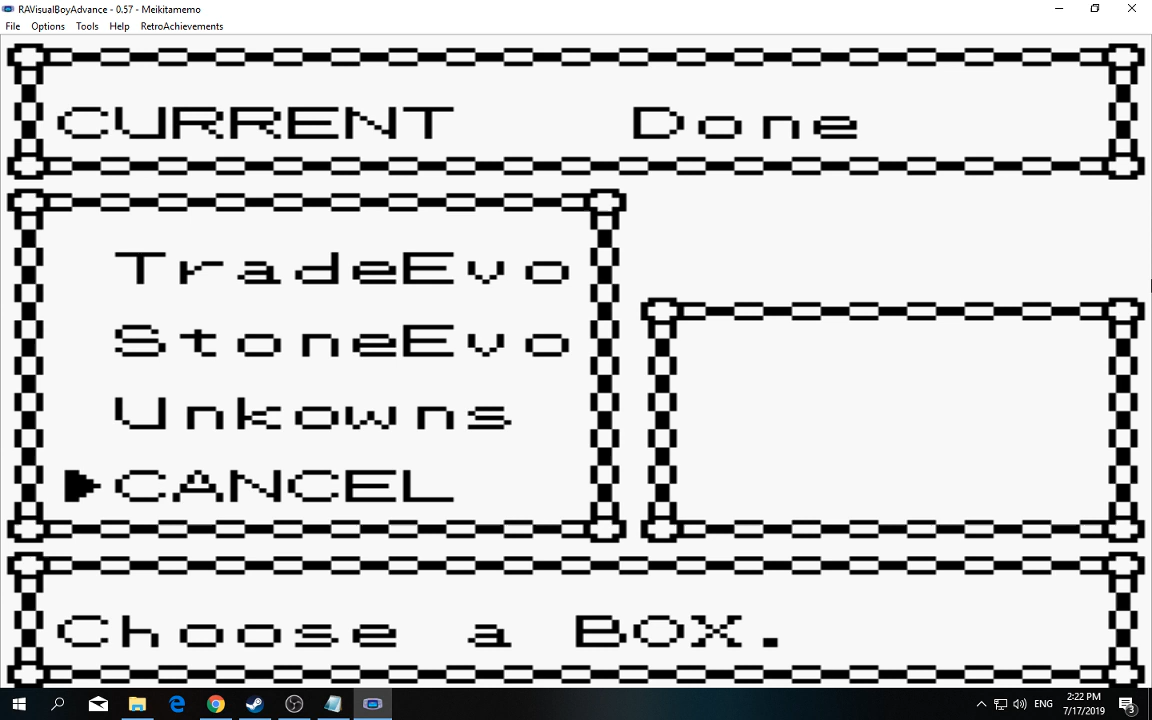 RAVisualBoyAdvance - 0.57 - Meikitamemo
File Options Tools Help RetroAchievements
CURRENT Done
TradeEvo
StoneEvo
Unkowns
CANCEL
Choose a BOX.
ENG
2:22 PM
7/17/2019
3